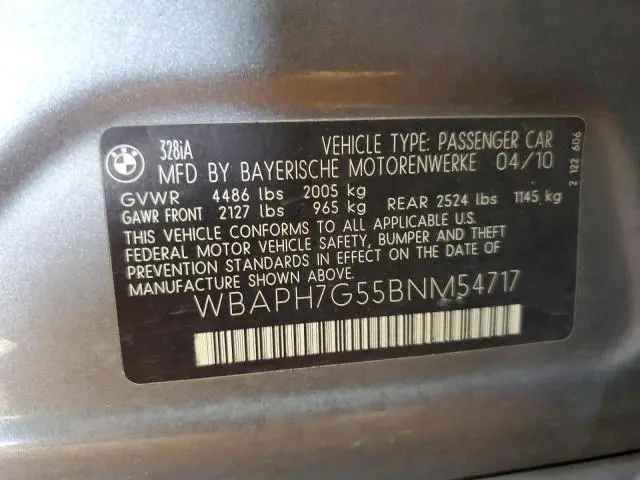 BMW
328iA VEHICLE TYPE: PASSENGER CAR
MFD BY BAYERISCHE MOTORENWERKE 04/10
GVWR 4486 lbs 2005 kg
GAWR FRONT 2127 lbs 965 kg REAR 2524 lbs 1145 kg
THIS VEHICLE CONFORMS TO ALL APPLICABLE U.S.
FEDERAL MOTOR VEHICLE SAFETY, BUMPER AND THEFT
PREVENTION STANDARDS IN EFFECT ON THE DATE OF
MANUFACTURE SHOWN ABOVE.
WBAPH7G55BNM54717
2 122 606